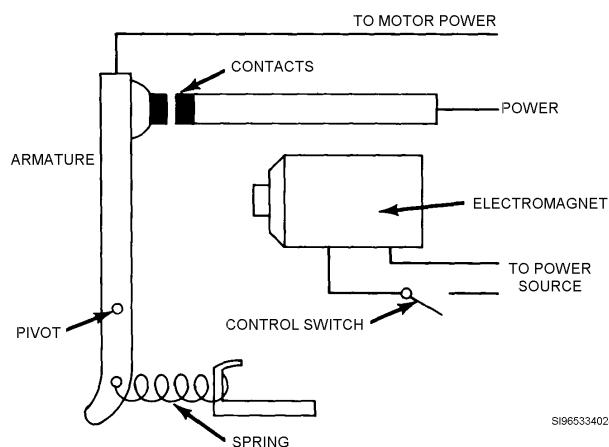 TO MOTOR POWER
CONTACTS
POWER
ARMATURE
ELECTROMAGNET
TO POWER
SOURCE
CONTROL SWITCH
PIVOT
SPRING
SI96533402